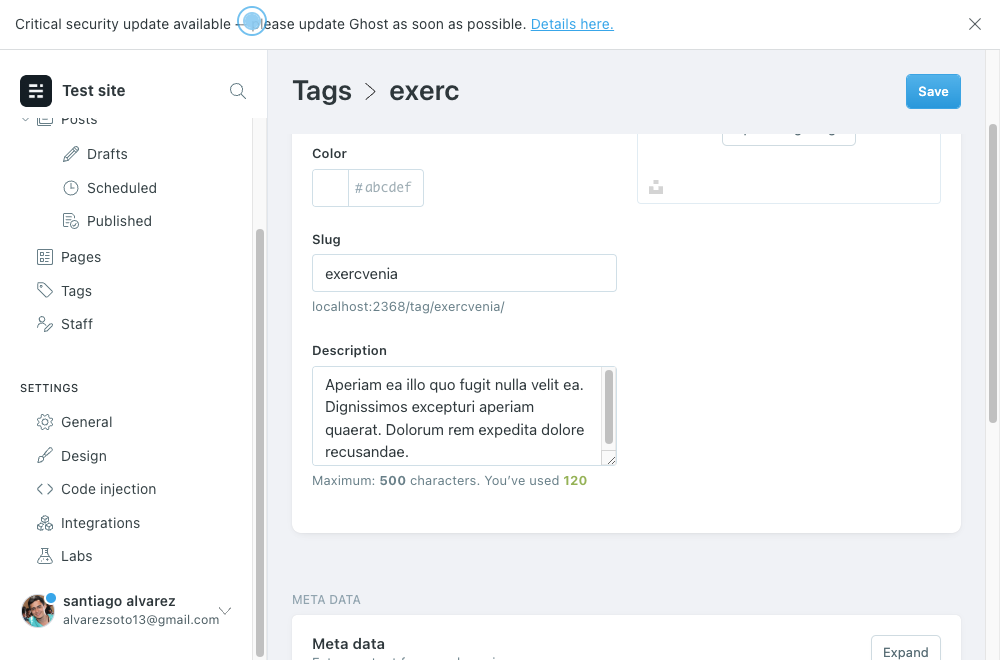 Critical security update available – please update Ghost as soon as possible. Details here.
Test site
Posts
Drafts
Scheduled
Published
Pages
Tags
Staff
SETTINGS
General
Design
Code injection
Integrations
Labs
santiago alvarez
alvarezsoto13@gmail.com
Tags > exerc
Save
Color
#abcdef
Slug
exercvenia
localhost:2368/tag/exercvenia/
Description
Aperiam ea illo quo fugit nulla velit ea.
Dignissimos excepturi aperiam
quaerat. Dolorum rem expedita dolore
recusandae.
Maximum: 500 characters. You’ve used 120
META DATA
Meta data
Expand